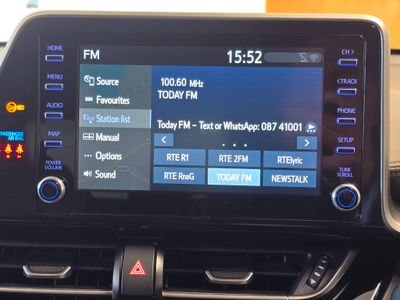 HOME
FM
15:52
CH >
MENU
Source
100.60 MHz
TODAY FM
< TRACK
Favourites
AUDIO
Station list
Today FM - Text or WhatsApp: 087 41001
PHONE
PASSENGER
AIRBAG
MAP
Manual
< >
SETUP
Options
RTE R1 RTE 2FM RTElyric
POWER
VOLUME
Sound
RTE RnaG TODAY FM NEWSTALK
TUNE
SCROLL